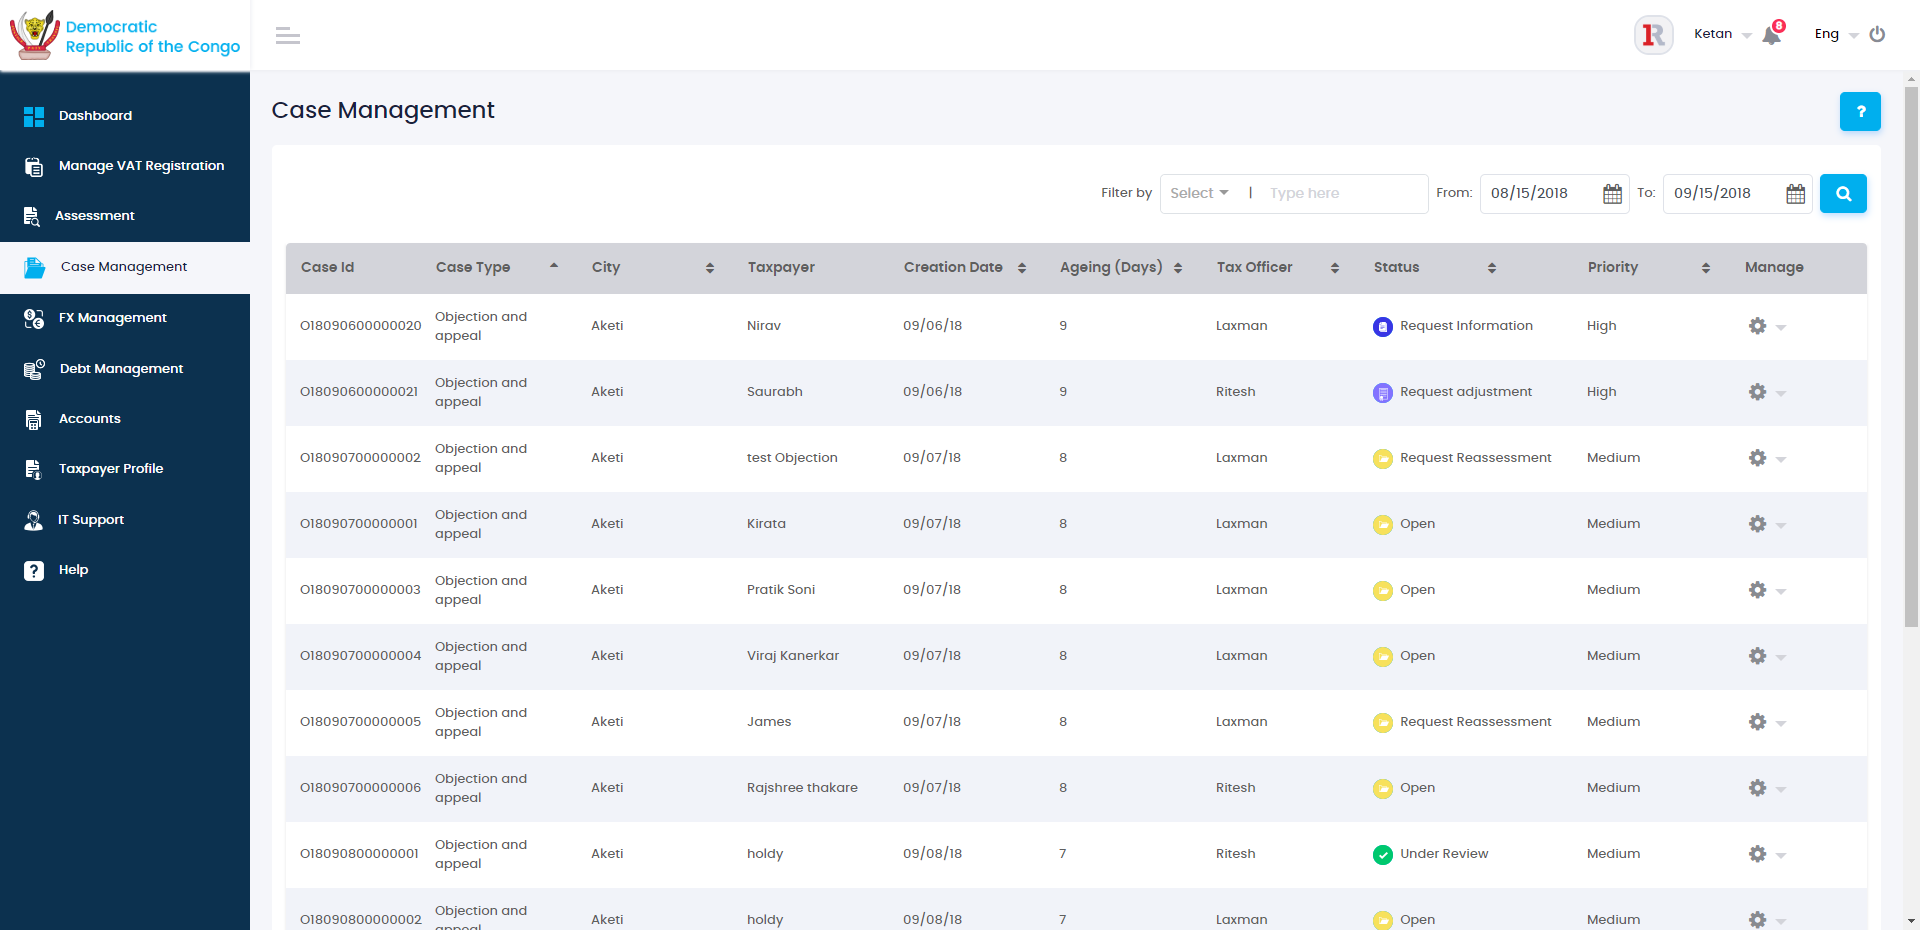 Democratic
Republic of the Congo
1R
Ketan
8
Eng
Dashboard
Manage VAT Registration
Assessment
Case Management
FX Management
Debt Management
Accounts
Taxpayer Profile
IT Support
? Help
Case Management
?
Filter by Select | Type here From: 08/15/2018 To: 09/15/2018
Case Id Case Type City Taxpayer Creation Date Ageing (Days) Tax Officer Status Priority Manage
O18090600000020 Objection and appeal Aketi Nirav 09/06/18 9 Laxman Request Information High
O18090600000021 Objection and appeal Aketi Saurabh 09/06/18 9 Ritesh Request adjustment High
O18090700000002 Objection and appeal Aketi test Objection 09/07/18 8 Laxman Request Reassessment Medium
O18090700000001 Objection and appeal Aketi Kirata 09/07/18 8 Laxman Open Medium
O18090700000003 Objection and appeal Aketi Pratik Soni 09/07/18 8 Laxman Open Medium
O18090700000004 Objection and appeal Aketi Viraj Kanerkar 09/07/18 8 Laxman Open Medium
O18090700000005 Objection and appeal Aketi James 09/07/18 8 Laxman Request Reassessment Medium
O18090700000006 Objection and appeal Aketi Rajshree thakare 09/07/18 8 Ritesh Open Medium
O18090800000001 Objection and appeal Aketi holdy 09/08/18 7 Ritesh Under Review Medium
O18090800000002 Objection and appeal Aketi holdy 09/08/18 7 Laxman Open Medium